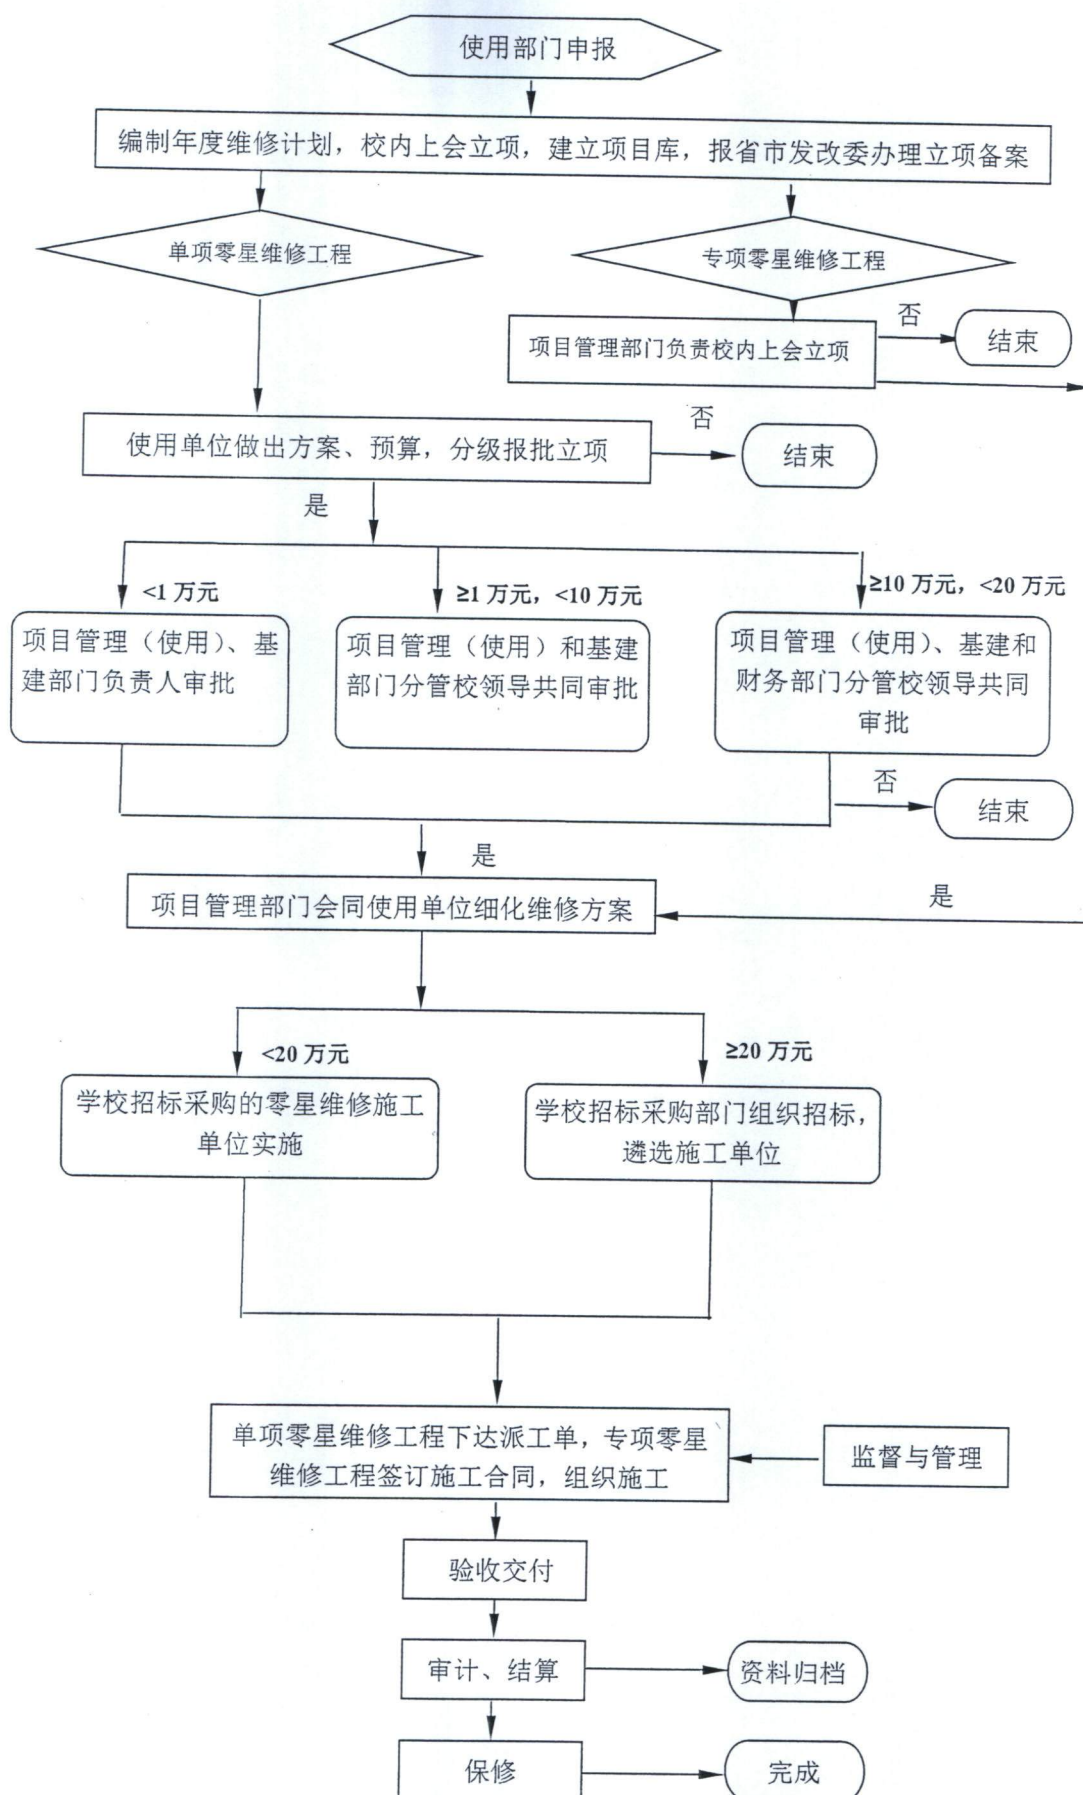 使用部门申报
编制年度维修计划，校内上会立项，建立项目库，报省市发改委办理立项备案
单项零星维修工程
专项零星维修工程
否
项目管理部门负责校内上会立项
结束
否
使用单位做出方案、预算，分级报批立项
结束
是
<1 万元
≥1 万元，<10 万元
≥10 万元，<20 万元
项目管理（使用）、基
建部门负责人审批
项目管理（使用）和基建
部门分管校领导共同审批
项目管理（使用）、基建和
财务部门分管校领导共同
审批
否
结束
是
是
项目管理部门会同使用单位细化维修方案
<20 万元
≥20 万元
学校招标采购的零星维修施工
单位实施
学校招标采购部门组织招标，
遴选施工单位
单项零星维修工程下达派工单，专项零星
维修工程签订施工合同，组织施工
监督与管理
验收交付
审计、结算
资料归档
保修
完成